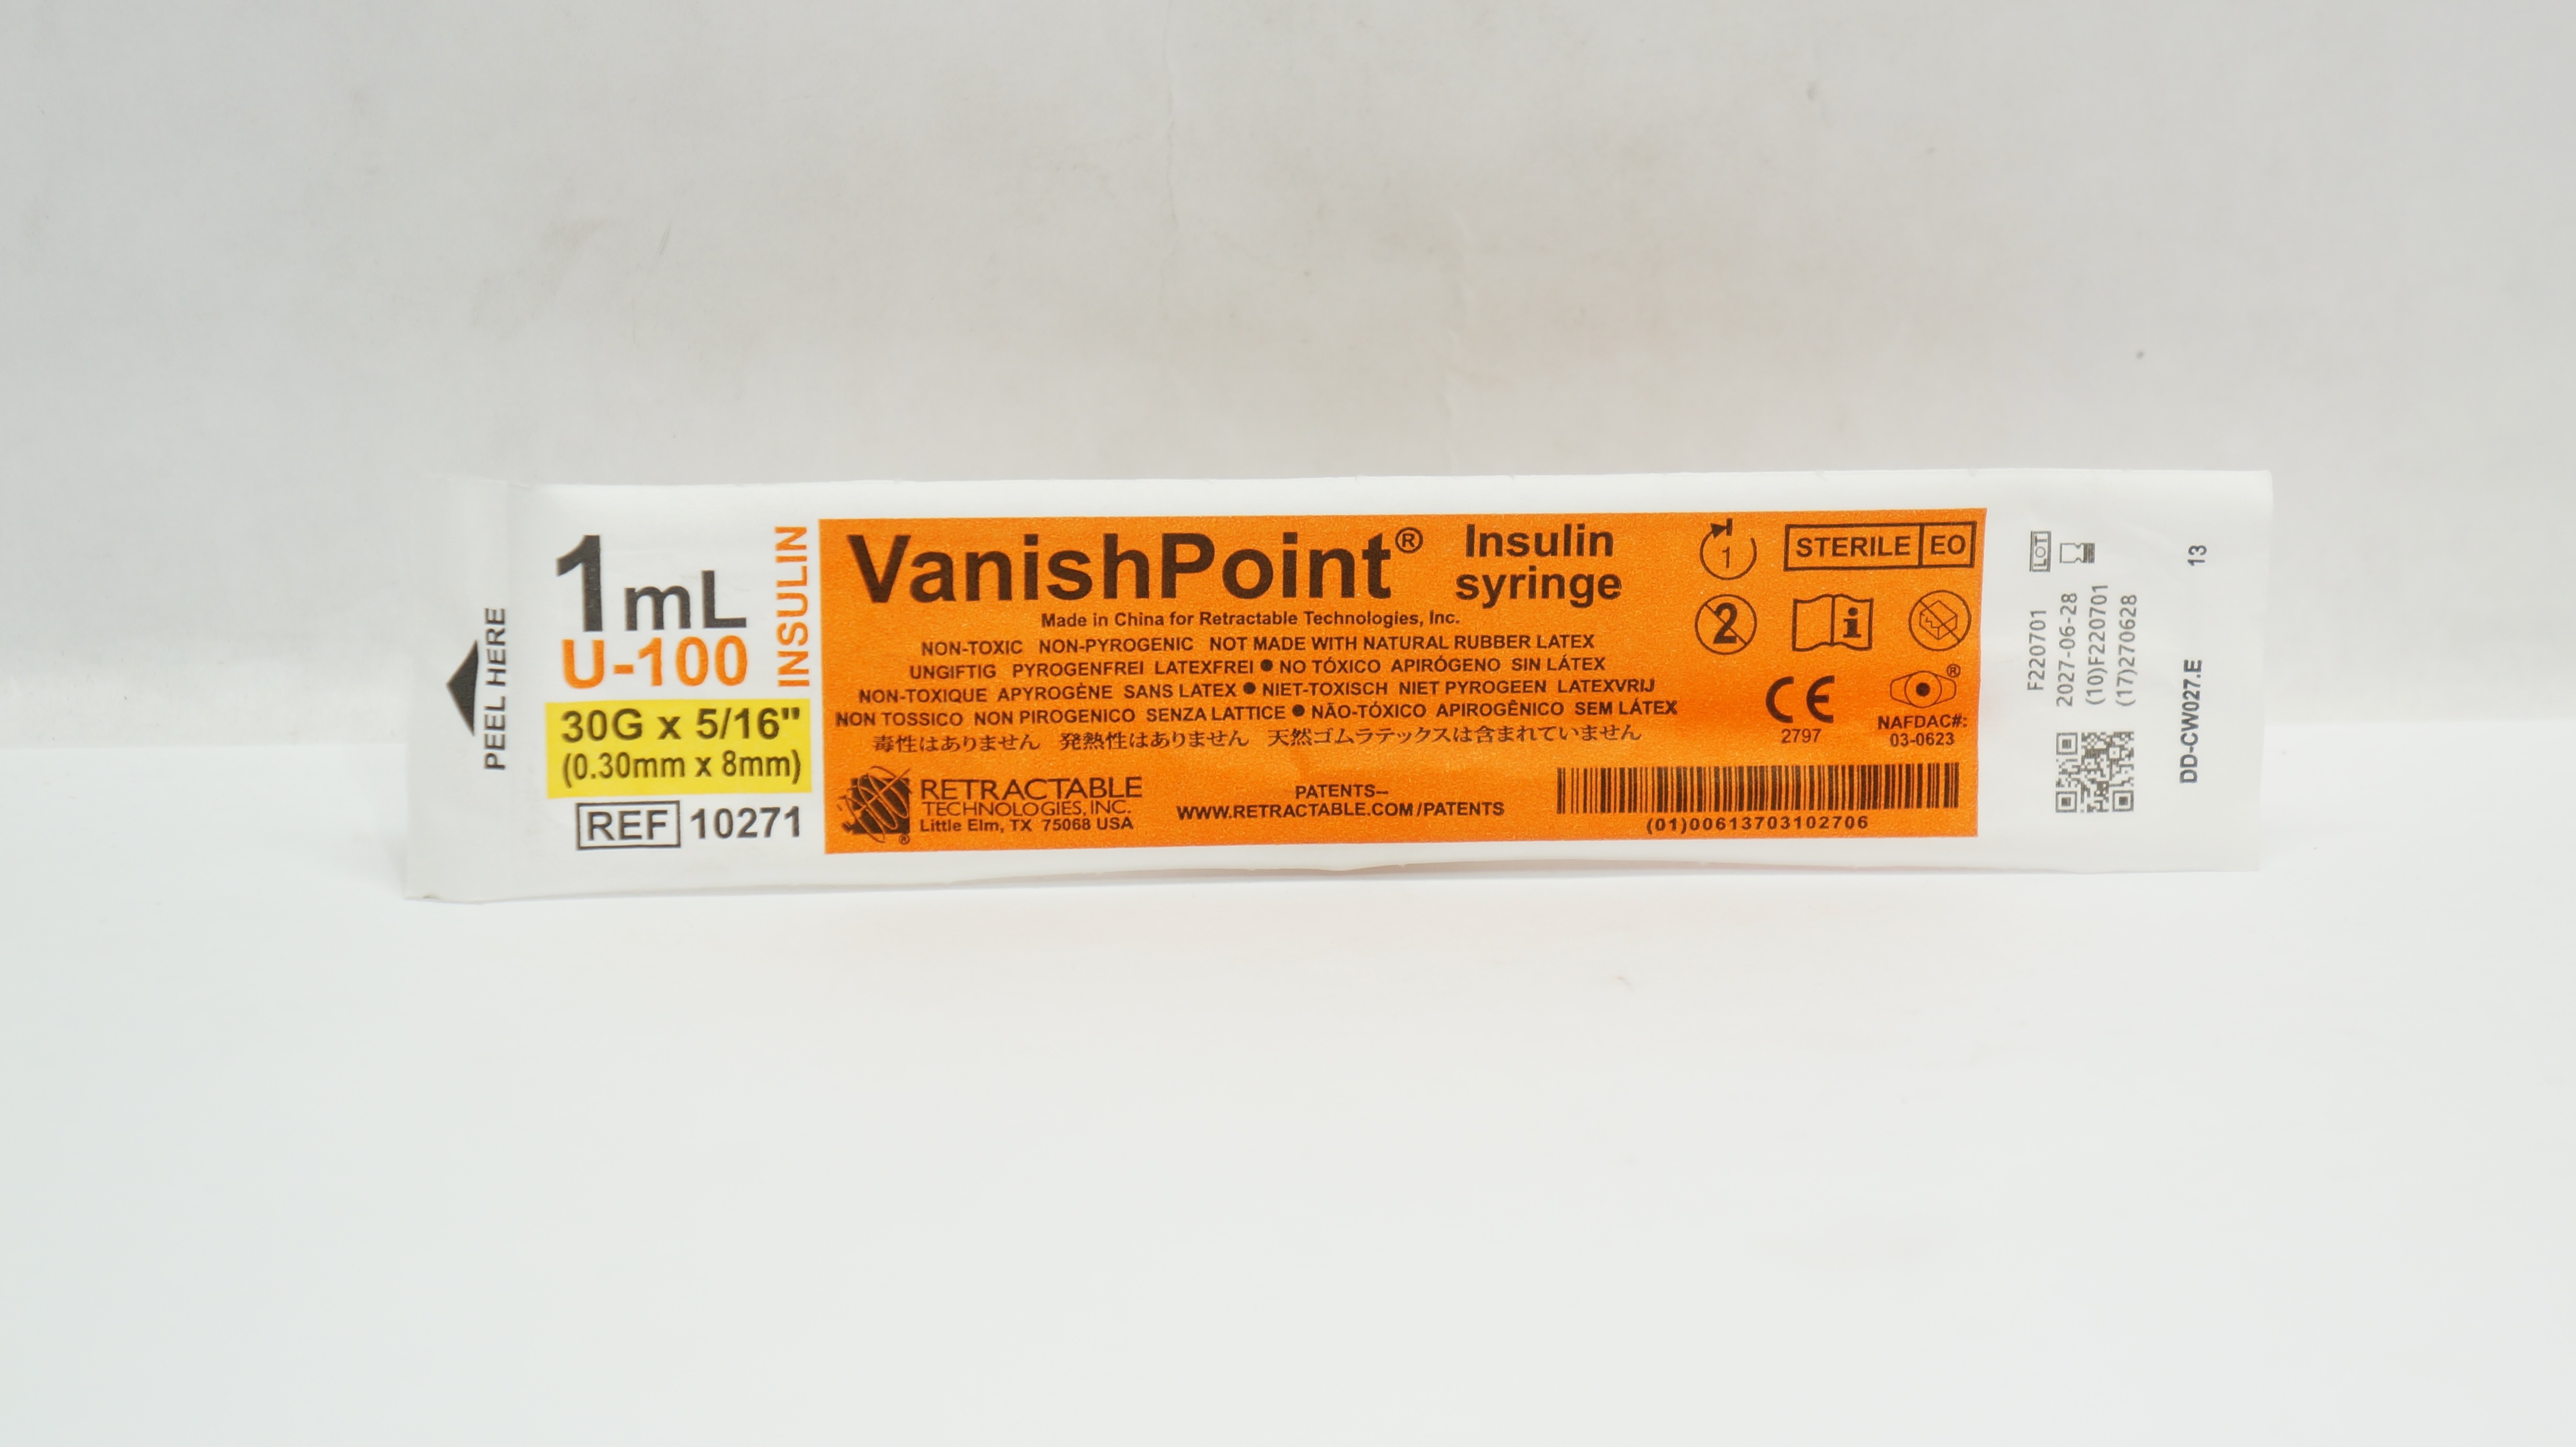 PEEL HERE
1mL
U-100
INSULIN
30G x 5/16"
(0.30mm x 8mm)
REF 10271
VanishPoint® Insulin syringe
Made in China for Retractable Technologies, Inc.
NON-TOXIC NON-PYROGENIC NOT MADE WITH NATURAL RUBBER LATEX
UNGIFTIG PYROGENFREI LATEXFREI ● NO TÓXICO APIRÓGENO SIN LÁTEX
NON-TOXIQUE APYROGÈNE SANS LATEX ● NIET-TOXISCH NIET PYROGEEN LATEXVRIJ
NON TOSSICO NON PIROGENICO SENZA LATTICE ● NÃO-TÓXICO APIROGÊNICO SEM LÁTEX
毒性はありません 発熱性はありません 天然ゴムラテックスは含まれていません
RETRACTABLE
TECHNOLOGIES, INC.
Little Elm, TX 75068 USA
®
PATENTS–
WWW.RETRACTABLE.COM/PATENTS
1
STERILE EO
2
i
CE
2797
®
NAFDAC#:
03-0623
(01)00613703102706
LOT
F220701
2027-06-28
(10)F220701
(17)270628
DD-CW027.E
13